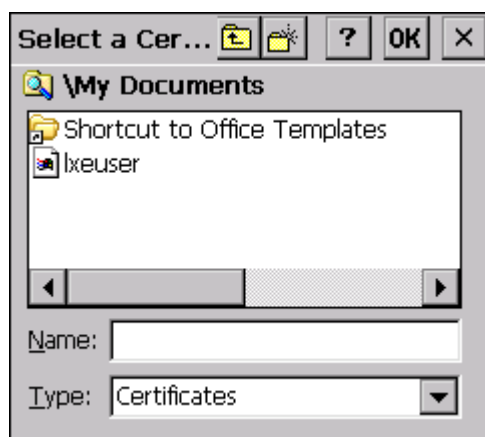 Select a Cer... ? OK ×
\My Documents
Shortcut to Office Templates
lxeuser
Name:
Type: Certificates